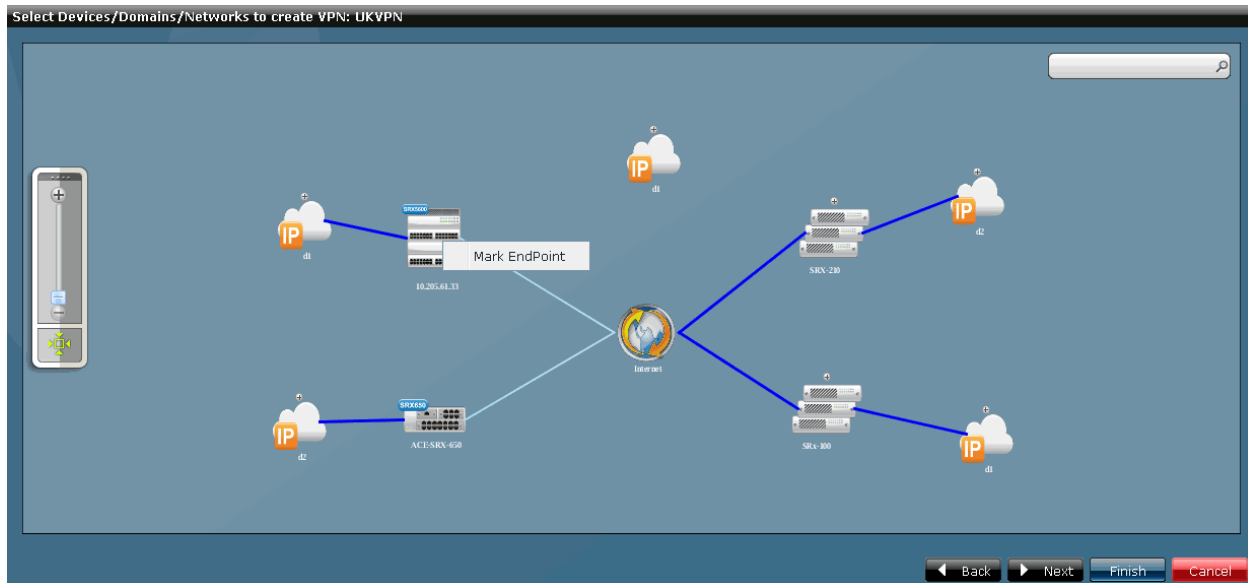 Select Devices/Domains/Networks to create VPN: UKVPN
IP
d1
IP
d1
SRX5600
Mark EndPoint
10.205.61.33
SRX-210
IP
d2
Internet
IP
d2
SRX650
ACE-SRX-650
SRx-100
IP
d1
Back
Next
Finish
Cancel